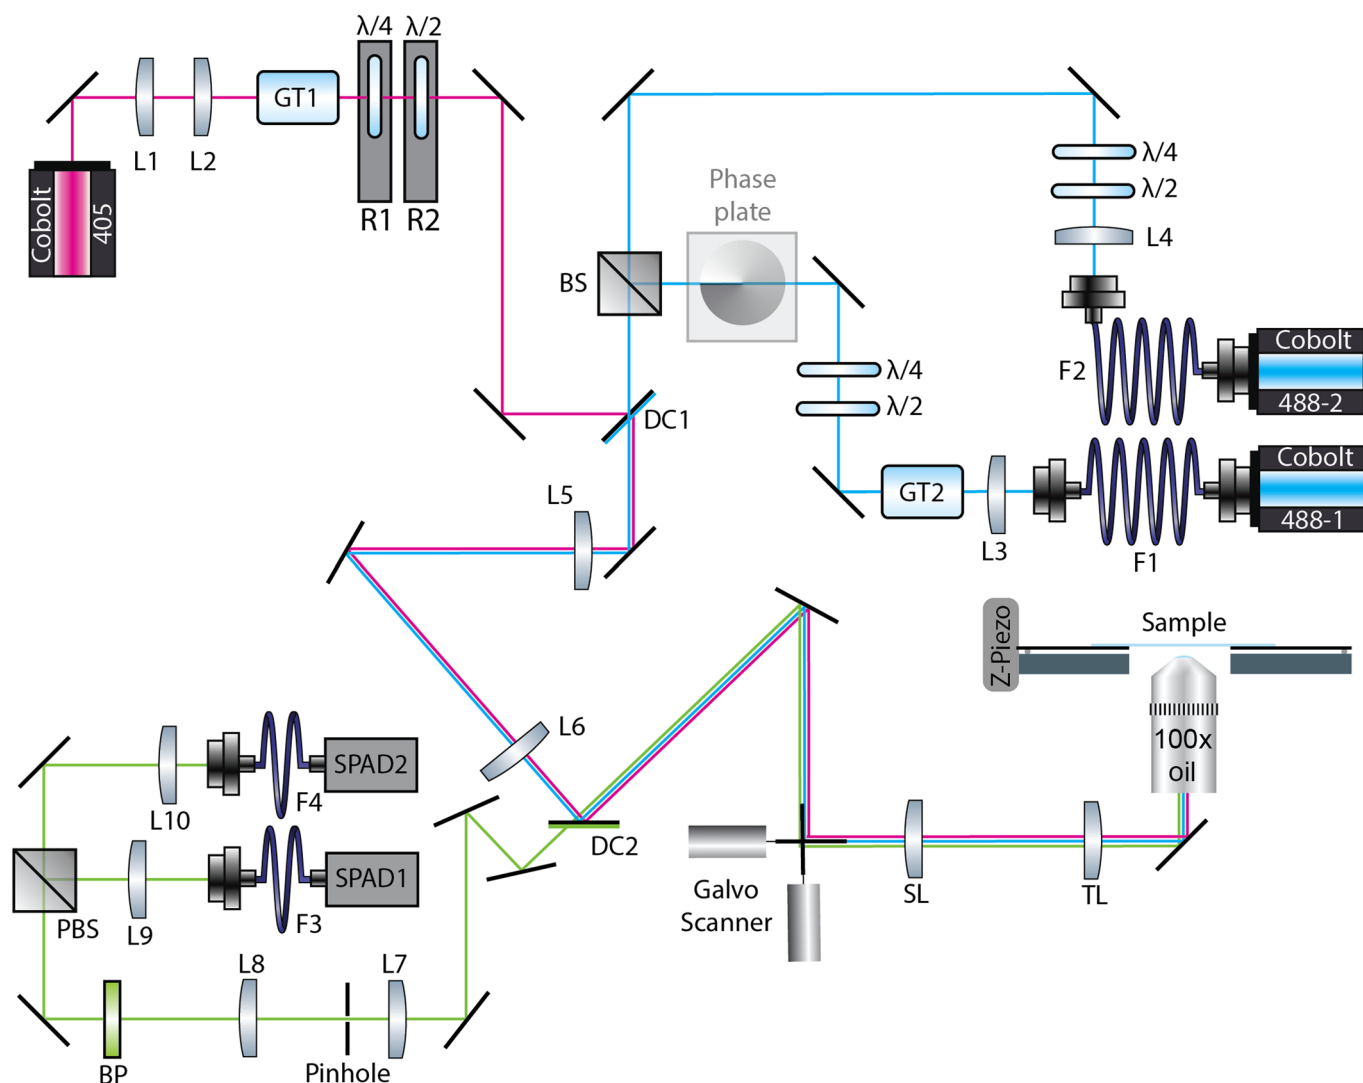 λ/4
λ/2
GT1
L1
L2
R1
R2
Cobolt
405
Phase
plate
λ/4
λ/2
L4
BS
Cobolt
488-2
F2
λ/4
λ/2
DC1
Cobolt
488-1
GT2
L3
F1
L5
Z-Piezo
Sample
100x
oil
L6
DC2
SPAD2
F4
L10
SPAD1
F3
L9
PBS
Galvo
Scanner
SL
TL
L8
L7
BP
Pinhole